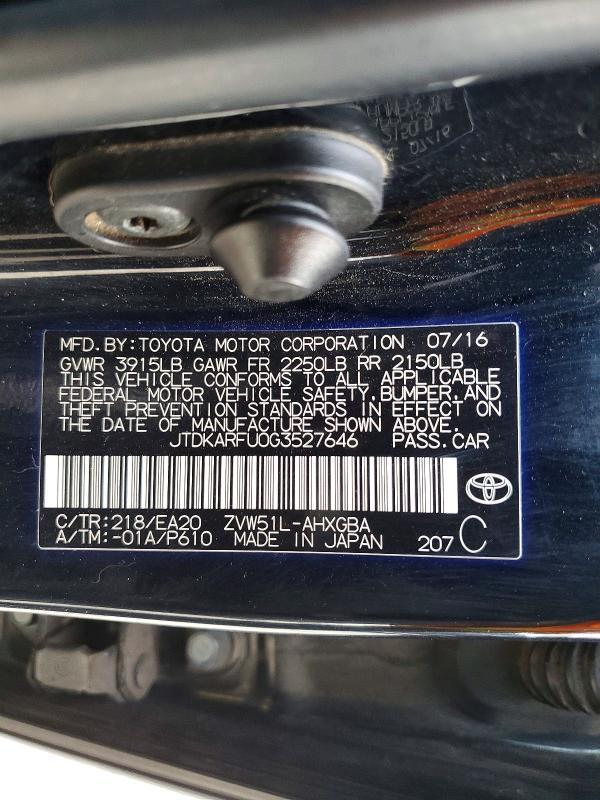 07/16
MFD. BY: TOYOTA MOTOR CORPORATION 07/16
GVWR 3915LB GAWR FR 2250LB RR 2150LB
THIS VEHICLE CONFORMS TO ALL APPLICABLE
FEDERAL MOTOR VEHICLE SAFETY, BUMPER, AND
THEFT PREVENTION STANDARDS IN EFFECT ON
THE DATE OF MANUFACTURE SHOWN ABOVE.
JTDKARFU0G3527646 PASS.CAR
C/TR:218/EA20 ZVW51L-AHXGBA
A/TM:-01A/P610 MADE IN JAPAN 207 C